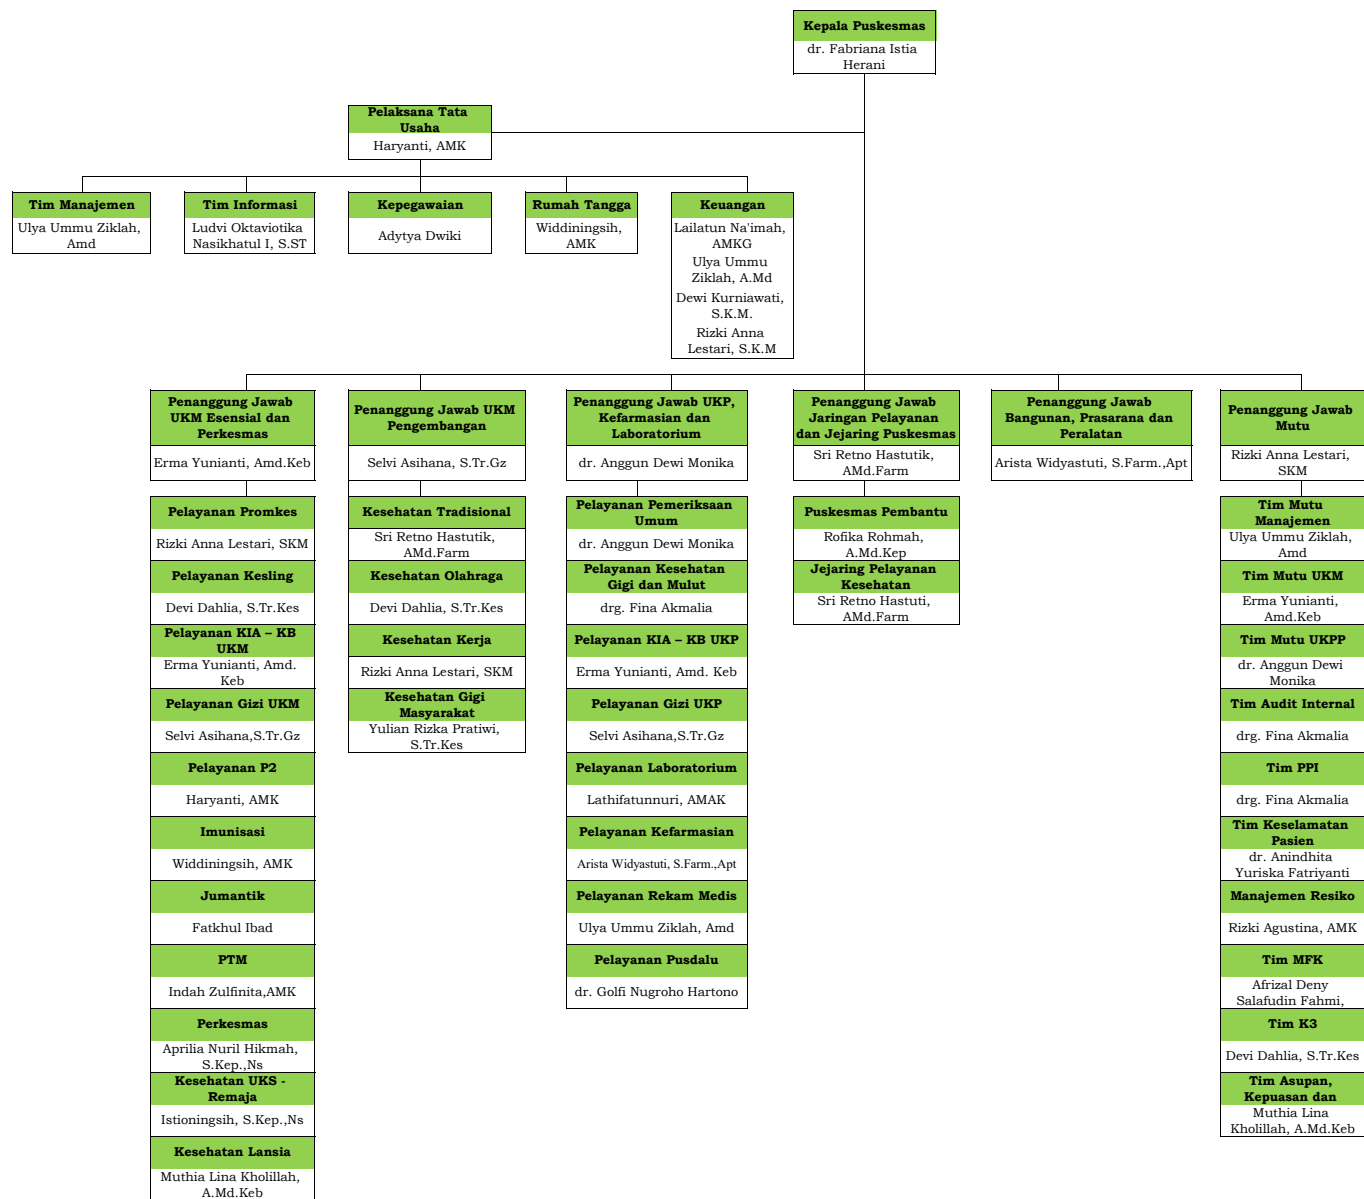 Kepala Puskesmas
dr. Fabriana Istia
Herani
Pelaksana Tata
Usaha
Haryanti, AMK
Tim Manajemen
Ulya Ummu Ziklah,
Amd
Tim Informasi
Ludvi Oktaviotika
Nasikhatul I, S.ST
Kepegawaian
Adytya Dwiki
Rumah Tangga
Widdiningsih,
AMK
Keuangan
Lailatun Na'imah,
AMKG
Ulya Ummu
Ziklah, A.Md
Dewi Kurniawati,
S.K.M.
Rizki Anna
Lestari, S.K.M
Penanggung Jawab
UKM Esensial dan
Perkesmas
Erma Yunianti, Amd.Keb
Pelayanan Promkes
Rizki Anna Lestari, SKM
Pelayanan Kesling
Devi Dahlia, S.Tr.Kes
Pelayanan KIA – KB
UKM
Erma Yunianti, Amd.
Keb
Pelayanan Gizi UKM
Selvi Asihana,S.Tr.Gz
Pelayanan P2
Haryanti, AMK
Imunisasi
Widdiningsih, AMK
Jumantik
Fatkhul Ibad
PTM
Indah Zulfinita,AMK
Perkesmas
Aprilia Nuril Hikmah,
S.Kep.,Ns
Kesehatan UKS -
Remaja
Istioningsih, S.Kep.,Ns
Kesehatan Lansia
Muthia Lina Kholillah,
A.Md.Keb
Penanggung Jawab UKM
Pengembangan
Selvi Asihana, S.Tr.Gz
Kesehatan Tradisional
Sri Retno Hastutik,
AMd.Farm
Kesehatan Olahraga
Devi Dahlia, S.Tr.Kes
Kesehatan Kerja
Rizki Anna Lestari, SKM
Kesehatan Gigi
Masyarakat
Yulian Rizka Pratiwi,
S.Tr.Kes
Penanggung Jawab UKP,
Kefarmasian dan
Laboratorium
dr. Anggun Dewi Monika
Pelayanan Pemeriksaan
Umum
dr. Anggun Dewi Monika
Pelayanan Kesehatan
Gigi dan Mulut
drg. Fina Akmalia
Pelayanan KIA – KB UKP
Erma Yunianti, Amd. Keb
Pelayanan Gizi UKP
Selvi Asihana,S.Tr.Gz
Pelayanan Laboratorium
Lathifatunnuri, AMAK
Pelayanan Kefarmasian
Arista Widyastuti, S.Farm.,Apt
Pelayanan Rekam Medis
Ulya Ummu Ziklah, Amd
Pelayanan Pusdalu
dr. Golfi Nugroho Hartono
Penanggung Jawab
Jaringan Pelayanan
dan Jejaring Puskesmas
Sri Retno Hastutik,
AMd.Farm
Puskesmas Pembantu
Rofika Rohmah,
A.Md.Kep
Jejaring Pelayanan
Kesehatan
Sri Retno Hastuti,
AMd.Farm
Penanggung Jawab
Bangunan, Prasarana dan
Peralatan
Arista Widyastuti, S.Farm.,Apt
Penanggung Jawab
Mutu
Rizki Anna Lestari,
SKM
Tim Mutu
Manajemen
Ulya Ummu Ziklah,
Amd
Tim Mutu UKM
Erma Yunianti,
Amd.Keb
Tim Mutu UKPP
dr. Anggun Dewi
Monika
Tim Audit Internal
drg. Fina Akmalia
Tim PPI
drg. Fina Akmalia
Tim Keselamatan
Pasien
dr. Anindhita
Yuriska Fatriyanti
Manajemen Resiko
Rizki Agustina, AMK
Tim MFK
Afrizal Deny
Salafudin Fahmi,
Tim K3
Devi Dahlia, S.Tr.Kes
Tim Asupan,
Kepuasan dan
Muthia Lina
Kholillah, A.Md.Keb